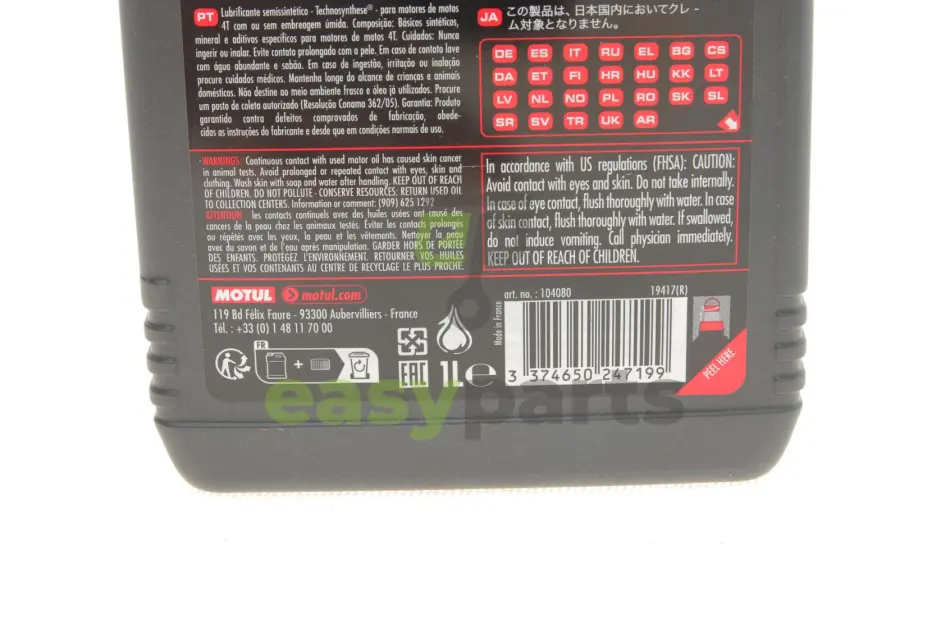 PT Lubrificante semissintético - Technosynthese® - para motores de motos
4T com ou sem embreagem úmida. Composição: Básicos sintéticos,
mineral e aditivos específicos para motores de motos 4T. Cuidados: Nunca
ingerir ou inalar. Evite contato prolongado com a pele. Em caso de contato lave
com água abundante e sabão. Em caso de ingestão, irritação ou inalação
procure cuidados médicos. Mantenha longe do alcance de crianças e animais
domésticos. Não destine ao meio ambiente frasco e óleo já utilizados. Procure
um posto de coleta autorizado (Resolução Conama 362/05). Garantia: Produto
garantido contra defeitos comprovados de fabricação, obede-
cidas as instruções do fabricante e desde que em condições normais de uso.
JA この製品は、日本国内においてクレ－
ム対象となりません。
DE ES IT RU EL BG CS
DA ET FI HR HU KK LT
LV NL NO PL RO SK SL
SR SV TR UK AR
WARNINGS Continuous contact with used motor oil has caused skin cancer
in animal tests. Avoid prolonged or repeated contact with eyes, skin and
clothing. Wash skin with soap and water after handling. KEEP OUT OF REACH
OF CHILDREN. DO NOT POLLUTE - CONSERVE RESOURCES: RETURN USED OIL
TO COLLECTION CENTERS. Information or comment: (909) 625 1292
ATTENTION les contacts continuels avec des huiles usées ont causé des
cancers de la peau chez les animaux testés. Éviter les contacts prolongés
ou répétés avec les yeux, la peau et les vêtements. Nettoyer la peau
avec du savon et de l'eau après manipulation. GARDER HORS DE PORTÉE
DES ENFANTS. PROTÉGEZ L'ENVIRONNEMENT. RETOURNER VOS HUILES
USÉES ET VOS CONTENANTS AU CENTRE DE RECYCLAGE LE PLUS PROCHE.
In accordance with US regulations (FHSA): CAUTION:
Avoid contact with eyes and skin. Do not take internally.
In case of eye contact, flush thoroughly with water. In case
of skin contact, flush thoroughly with water. If swallowed,
do not induce vomiting. Call physician immediately.
KEEP OUT OF REACH OF CHILDREN.
MOTUL motul.com
119 Bd Félix Faure - 93300 Aubervilliers - France
Tél. : +33 (0) 1 48 11 70 00
FR
EAC 1L e
art. no. : 104080 19417(R)
Made in France
3 374650 247199
PEEL HERE
easyparts